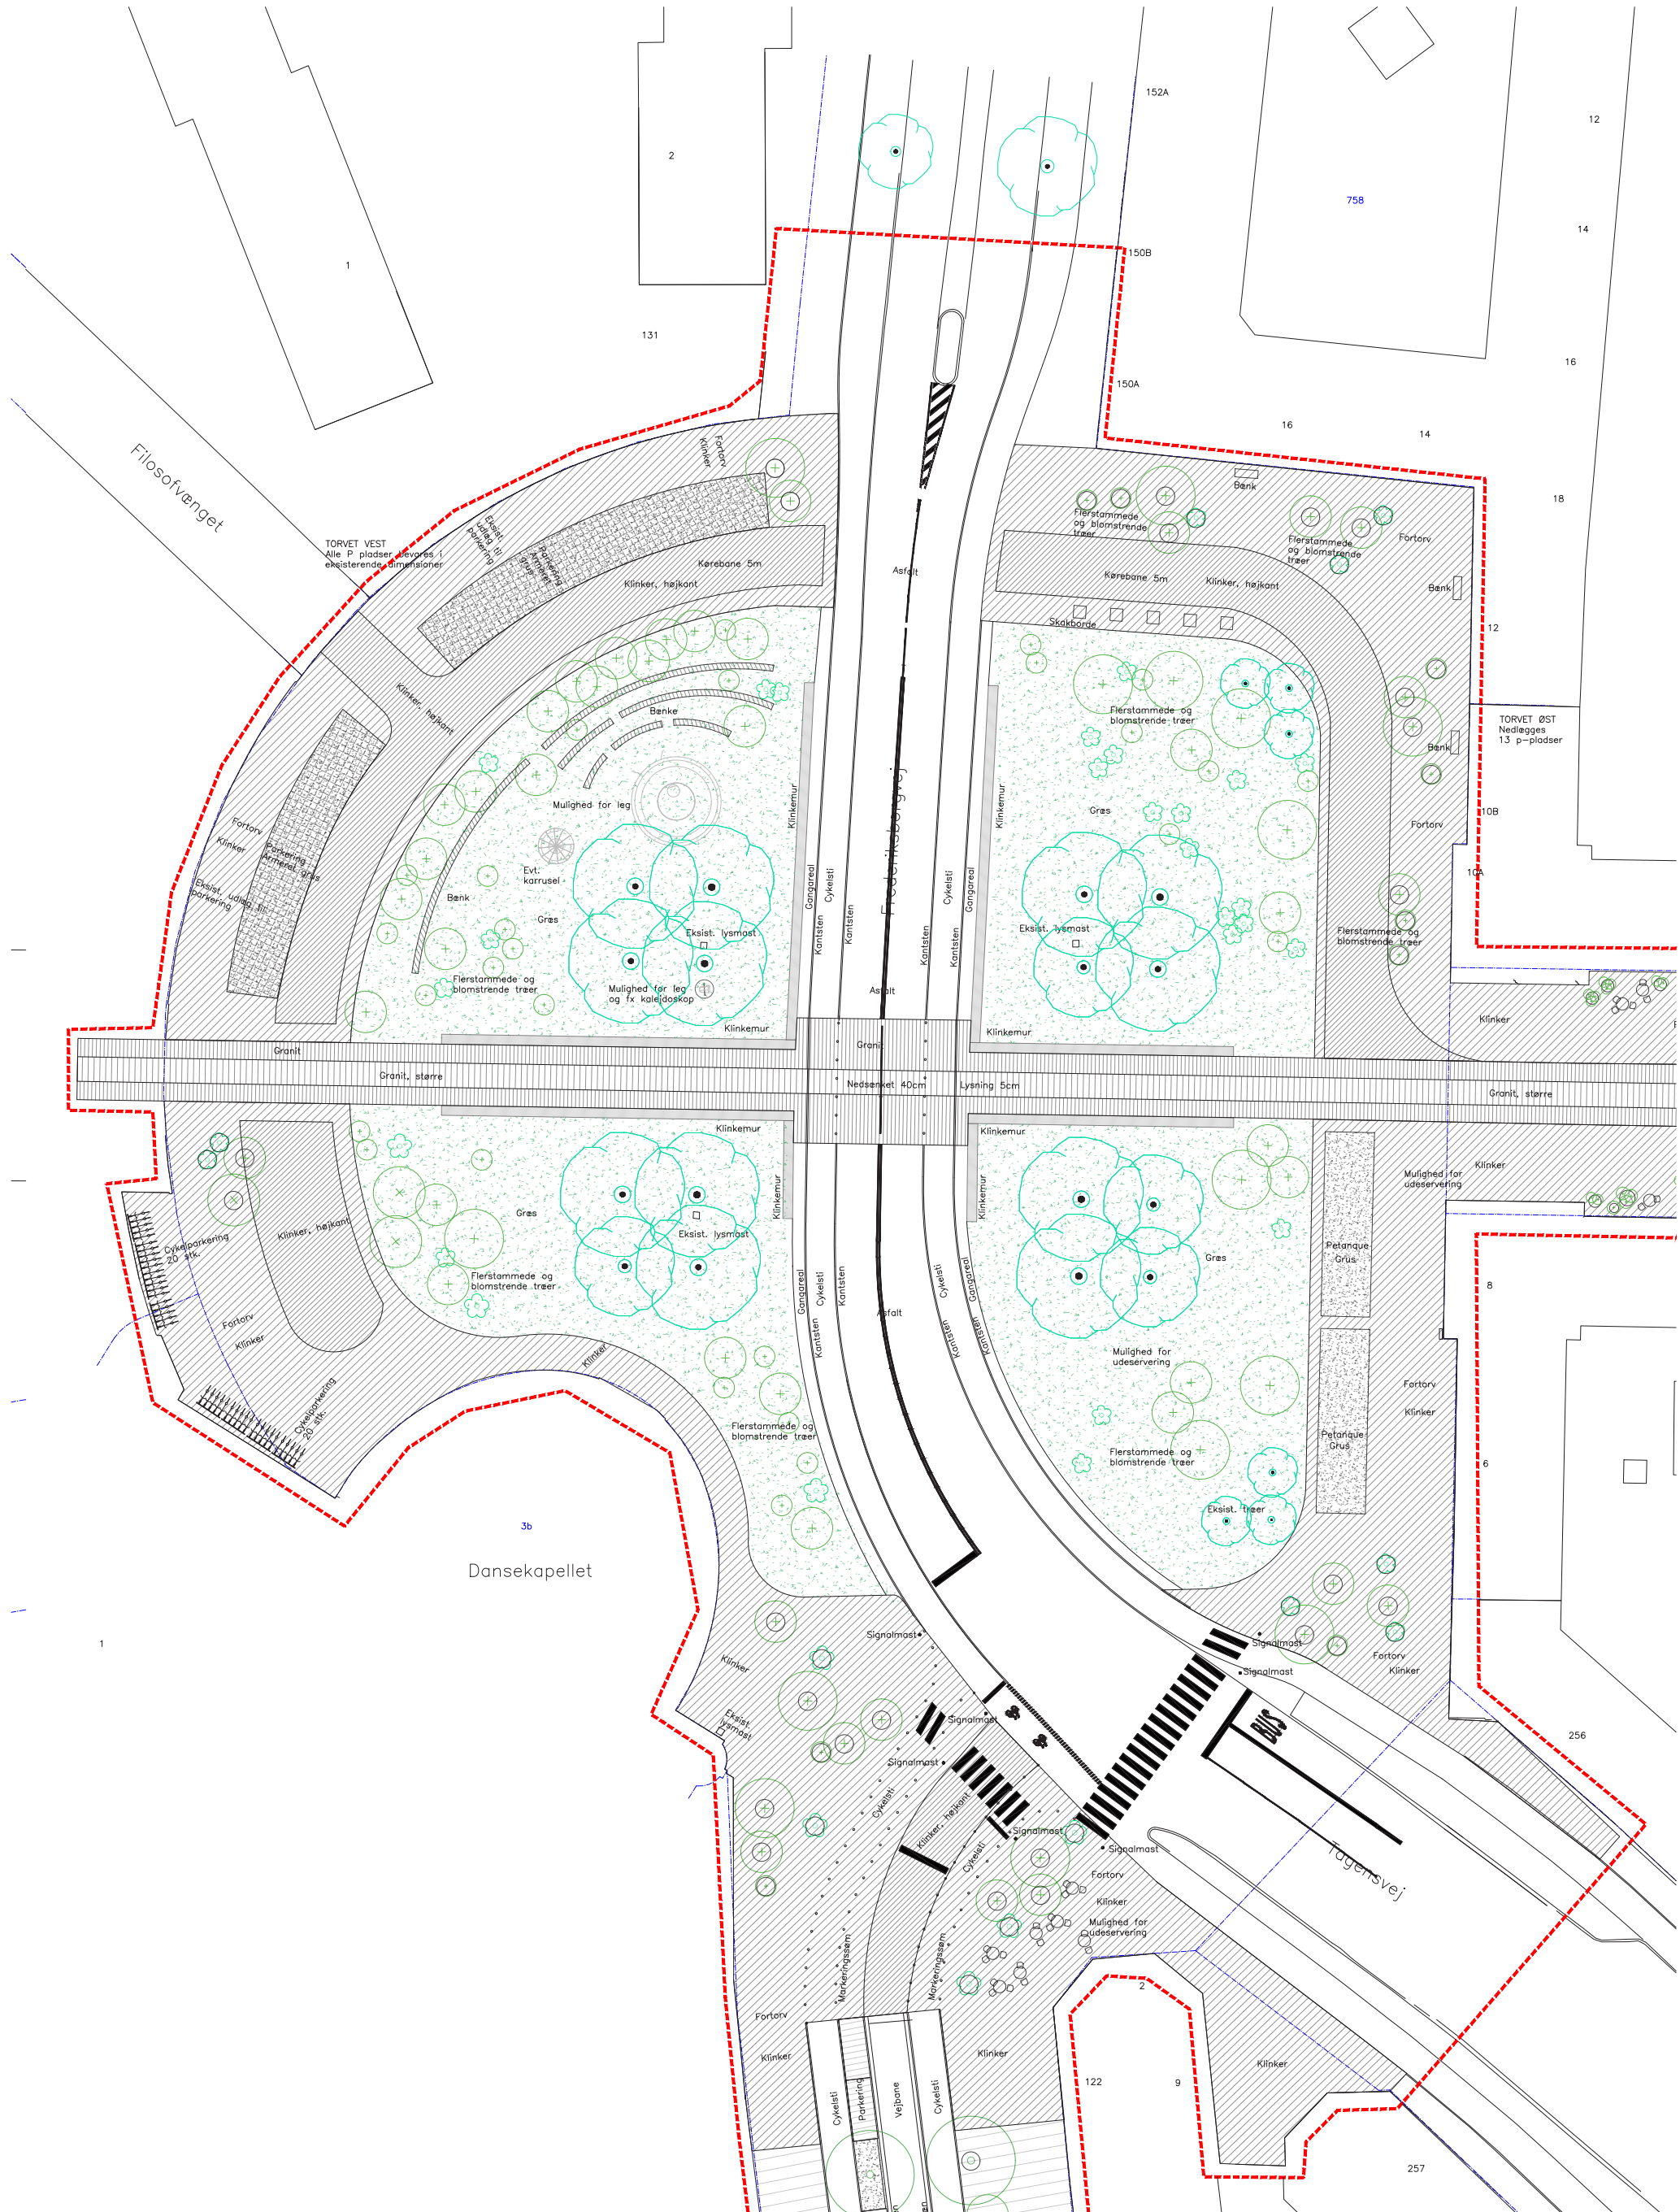 152A
12
2
758
14
150B
1
131
16
150A
16
14
18
Filosofvænget
Fortorv
Klinker
Bænk
Flerstammede
og blomstrende
træer
Flerstammede
og blomstrende
træer
Fortorv
TORVET VEST
Alle P pladser bevares i
eksisterende dimensioner
Eksist.
udlæg til
parkering
Parkering
Armeret
grus
Kørebane 5m
Klinker, højkant
Asfalt
Kørebane 5m
Klinker, højkant
Bænk
Skakborde
12
Klinker, højkant
Bænke
Flerstammede og
blomstrende træer
TORVET ØST
Nedlægges
13 p-pladser
Bænk
Mulighed for leg
Klinkemur
Frederiksborgvej
Klinkemur
Græs
10B
Fortorv
Klinker
Parkering
Armeret grus
Fortorv
10A
Evt.
karrusel
Gangareal
Cykelsti
Cykelsti
Gangareal
Eksist. udlæg til
parkering
Bænk
Græs
Eksist. lysmast
Kantsten
Kantsten
Kantsten
Kantsten
Eksist. lysmast
Flerstammede og
blomstrende træer
Flerstammede og
blomstrende træer
Mulighed for leg
og fx kalejdoskop
Asfalt
Klinkemur
Klinkemur
Klinker
Granit
Granit
Granit, større
Nedsænket 40cm
Lysning 5cm
Granit, større
Klinkemur
Klinkemur
Klinker
Mulighed for
udeservering
Klinkemur
Klinkemur
Græs
Klinker, højkant
Eksist. lysmast
Cykelparkering
20 stk.
Græs
Petanque
Grus
Flerstammede og
blomstrende træer
Gangareal
Cykelsti
Kantsten
Cykelsti
Gangareal
8
Fortorv
Klinker
Asfalt
Kantsten
Kantsten
Kantsten
Klinker
Mulighed for
udeservering
Fortorv
Klinker
Cykelparkering
20 stk.
Flerstammede og
blomstrende træer
Petanque
Grus
Flerstammede og
blomstrende træer
6
Eksist. træer
3b
Dansekapellet
1
Signalmast
Signalmast
Fortorv
Klinker
Klinker
Signalmast
Eksist.
lysmast
Signalmast
BUS
256
Signalmast
Cykelsti
Klinker, højkant
Signalmast
Cykelsti
Signalmast
Tagensvej
Fortorv
Klinker
Mulighed for
udeservering
Markeringssøm
Markeringssøm
2
Fortorv
Klinker
Klinker
Klinker
122
9
Cykelsti
Parkering
Vejbane
Cykelsti
257